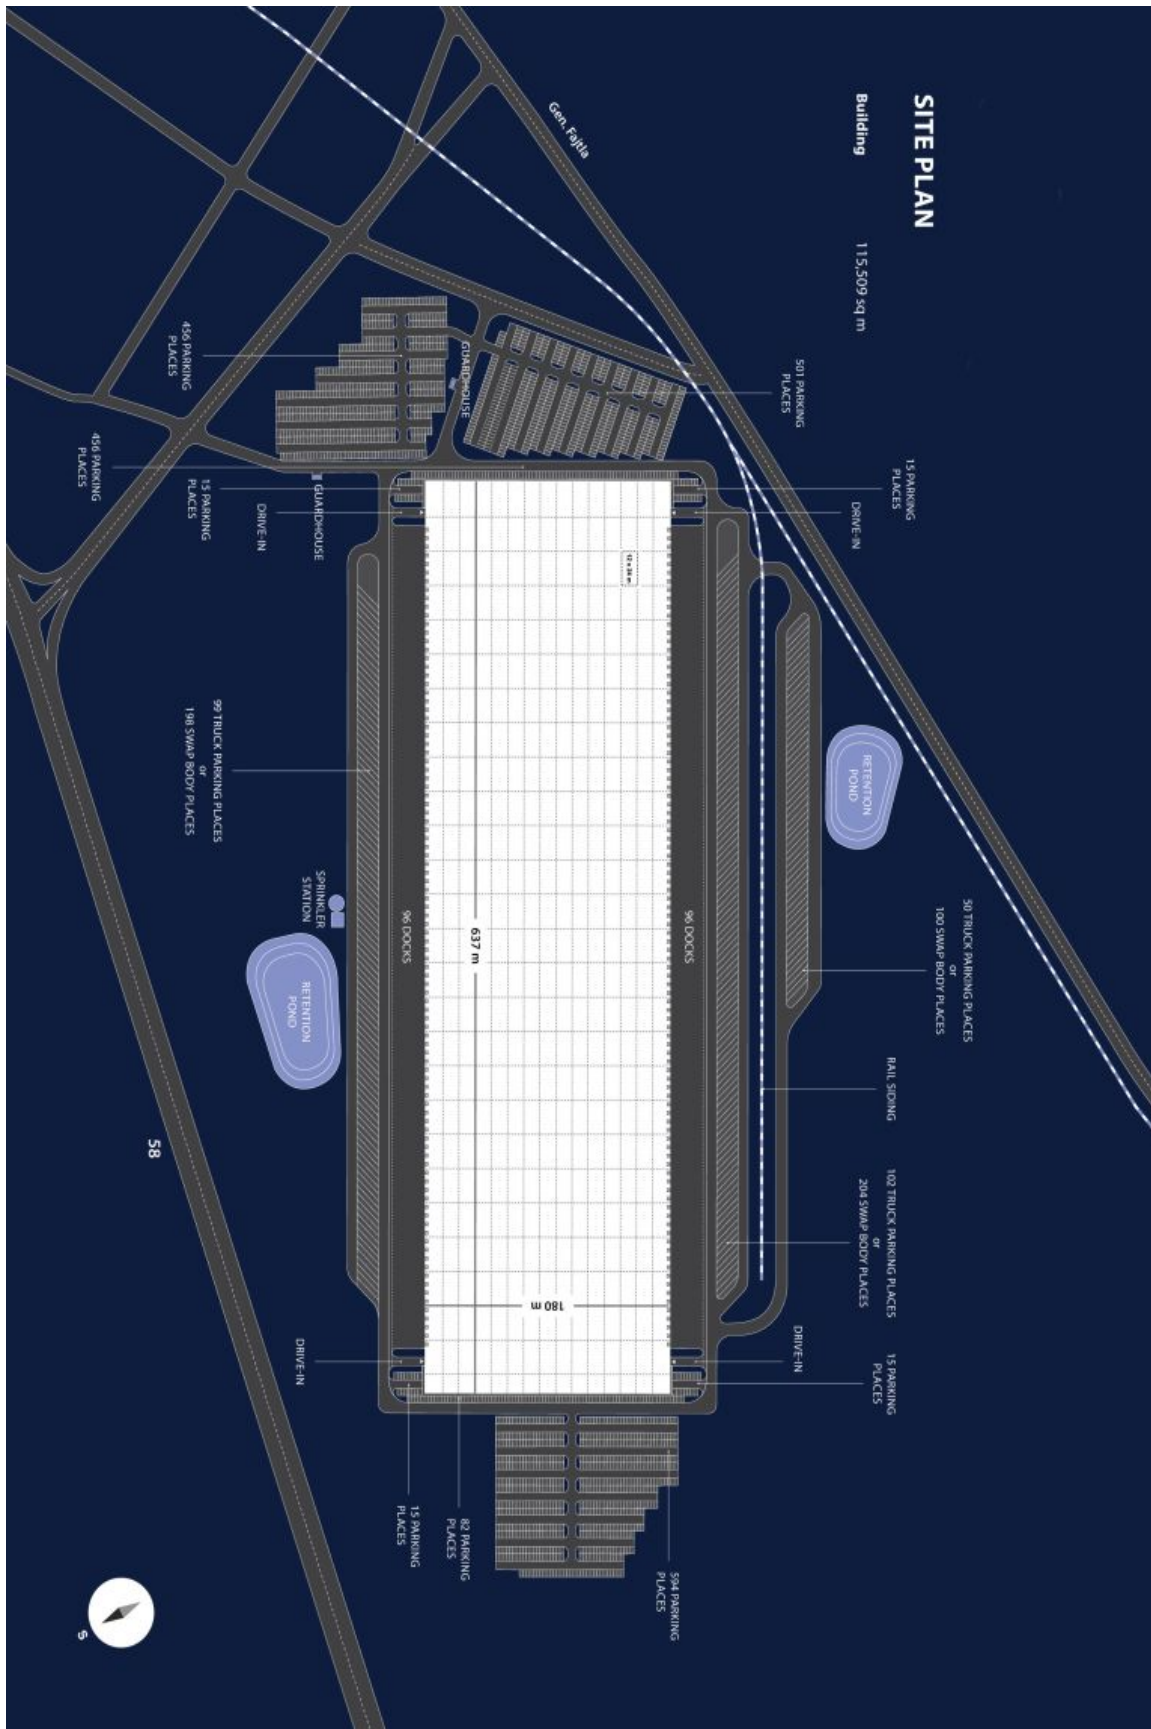 SITE PLAN
Building 115,509 sq m
Gen. Fajtla
501 PARKING
PLACES
15 PARKING
PLACES
DRIVE-IN
RETENTION
POND
50 TRUCK PARKING PLACES
or
100 SWAP BODY PLACES
RAIL SIDING
102 TRUCK PARKING PLACES
or
204 SWAP BODY PLACES
15 PARKING
PLACES
DRIVE-IN
456 PARKING
PLACES
GUARDHOUSE
456 PARKING
PLACES
15 PARKING
PLACES
DRIVE-IN
GUARDHOUSE
12 x 24 m
96 DOCKS
637 m
96 DOCKS
180 m
99 TRUCK PARKING PLACES
or
198 SWAP BODY PLACES
SPRINKLER
STATION
RETENTION
POND
58
DRIVE-IN
15 PARKING
PLACES
82 PARKING
PLACES
594 PARKING
PLACES
S